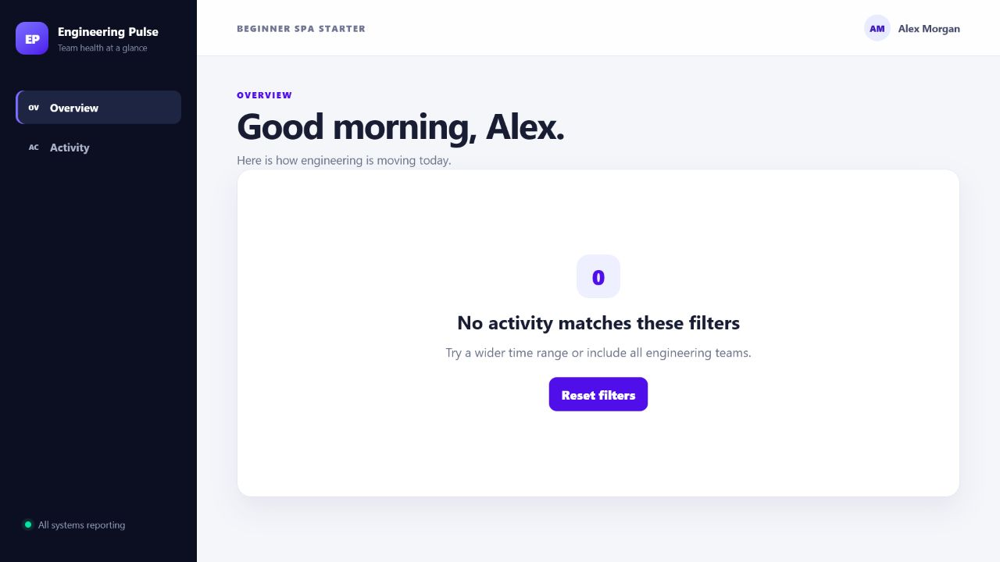 EP
Engineering Pulse
Team health at a glance
OV
Overview
AC
Activity
All systems reporting
BEGINNER SPA STARTER
AM
Alex Morgan
OVERVIEW
Good morning, Alex.
Here is how engineering is moving today.
0
No activity matches these filters
Try a wider time range or include all engineering teams.
Reset filters